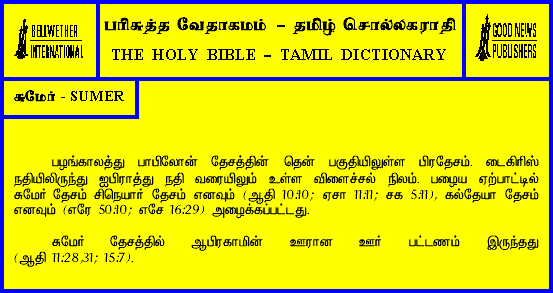 BELLWETHER
INTERNATIONAL
பரிசுத்த வேதாகமம் - தமிழ் சொல்லகராதி
THE HOLY BIBLE - TAMIL DICTIONARY
GOOD NEWS
PUBLISHERS
சுமேர் - SUMER
பழங்காலத்து பாபிலோன் தேசத்தின் தென் பகுதியிலுள்ள பிரதேசம். டைகிரிஸ்
நதியிலிருந்து ஐபிராத்து நதி வரையிலும் உள்ள விளைச்சல் நிலம். பழைய ஏற்பாட்டில்
சுமேர் தேசம் சிநெயார் தேசம் எனவும் (ஆதி 10:10; ஏசா 11:11; சக 5:11), கல்தேயா தேசம்
எனவும் (எரே 50:10; எசே 16:29) அழைக்கப்பட்டது.
சுமேர் தேசத்தில் ஆபிரகாமின் ஊரான ஊர் பட்டணம் இருந்தது
(ஆதி 11:28,31; 15:7).